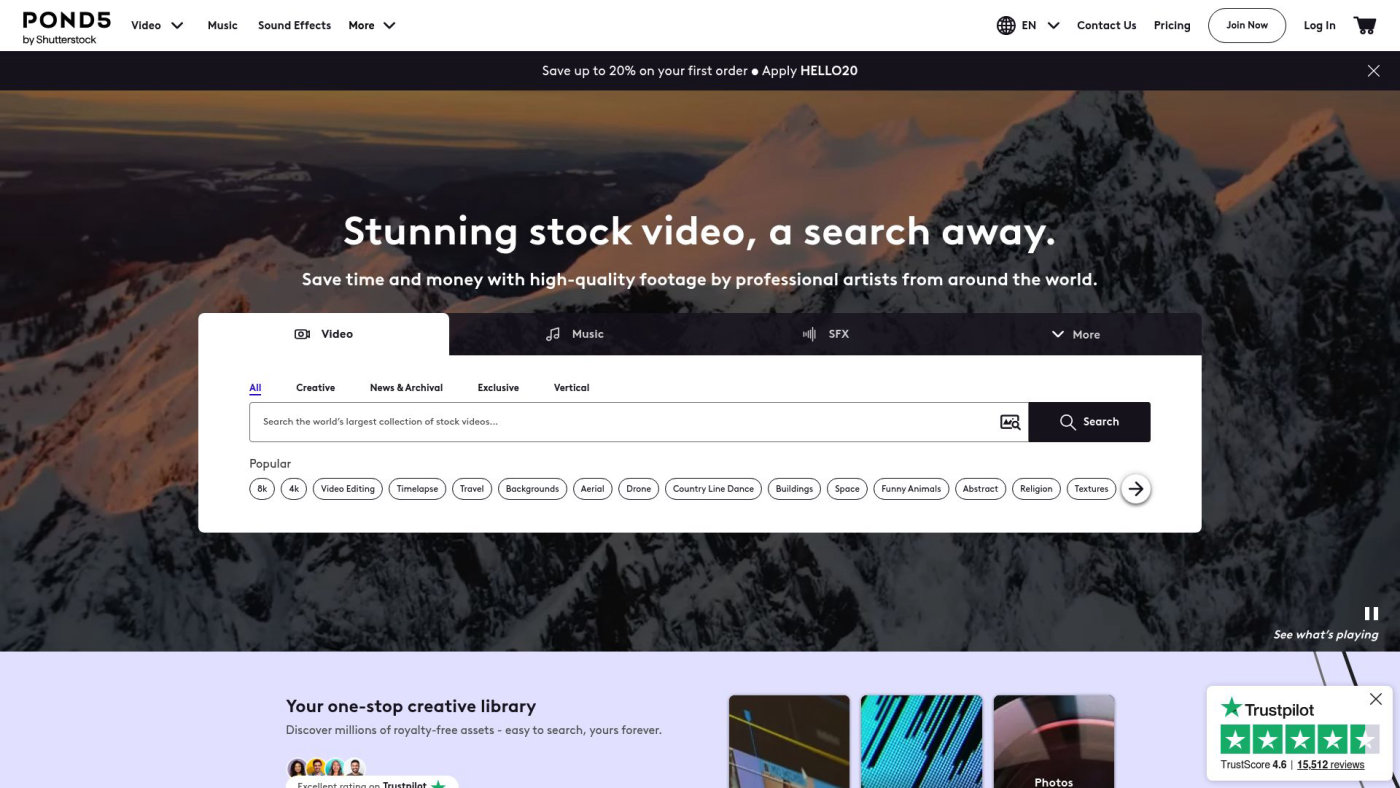 POND5
by Shutterstock
Video
Music
Sound Effects
More
EN
Contact Us
Pricing
Join Now
Log In
Save up to 20% on your first order ● Apply HELLO20
Stunning stock video, a search away.
Save time and money with high-quality footage by professional artists from around the world.
Video
Music
SFX
More
All
Creative
News & Archival
Exclusive
Vertical
Search the world's largest collection of stock videos...
Search
Popular
8k
4k
Video Editing
Timelapse
Travel
Backgrounds
Aerial
Drone
Country Line Dance
Buildings
Space
Funny Animals
Abstract
Religion
Textures
See what's playing
Your one-stop creative library
Discover millions of royalty-free assets - easy to search, yours forever.
Excellent rating on Trustpilot
Photos
Trustpilot
TrustScore 4.6 | 15,512 reviews